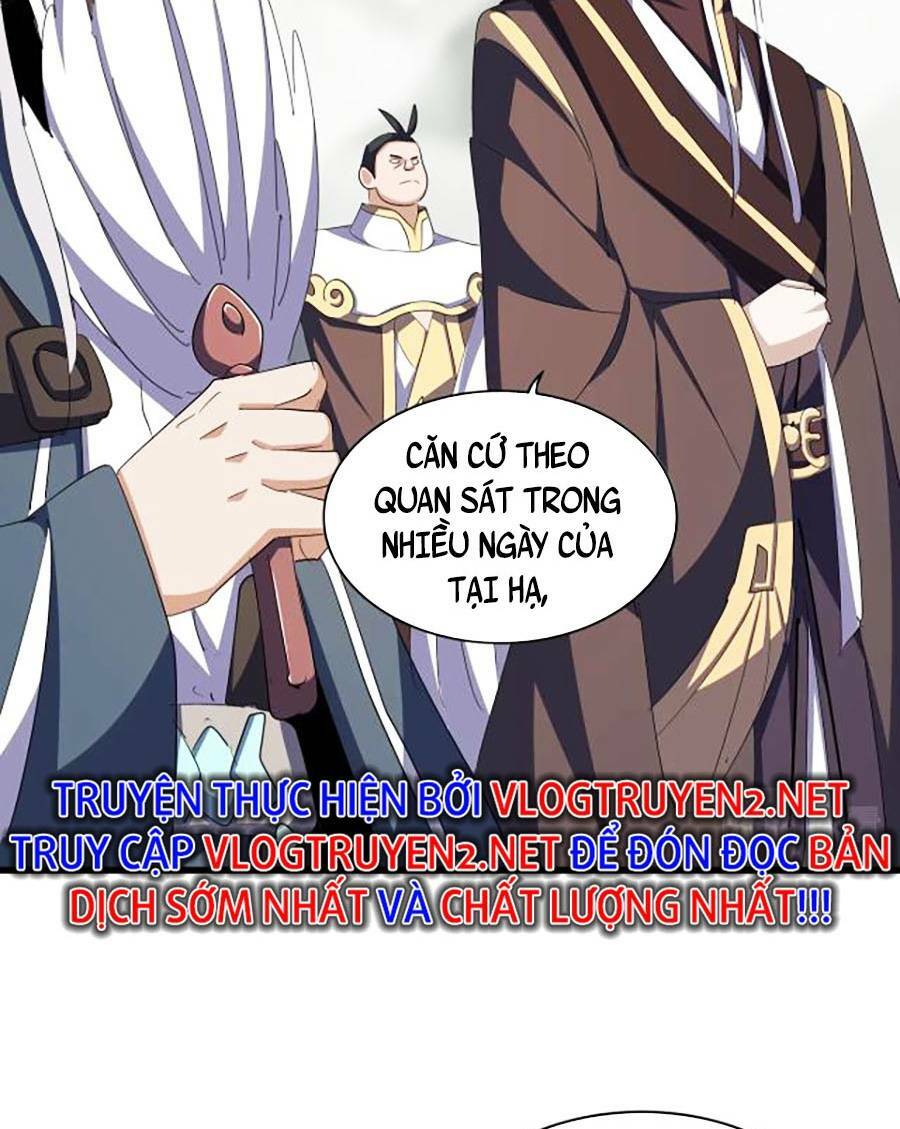 CĂN CỨ THEO
QUAN SÁT TRONG
NHIỀU NGÀY CỦA
TẠI HẠ,
TRUYỆN THỰC HIỆN BỞI VLOGTRUYEN2.NET
TRUY CẬP VLOGTRUYEN2.NET ĐỂ ĐÓN ĐỌC BẢN
DỊCH SỚM NHẤT VÀ CHẤT LƯỢNG NHẤT!!!